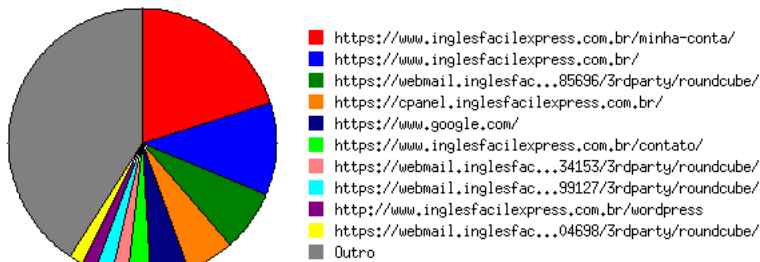 https://www.inglesfacilexpress.com.br/minha-conta/
https://www.inglesfacilexpress.com.br/
https://webmail.inglesfac...85696/3rdparty/roundcube/
https://cpanel.inglesfacilexpress.com.br/
https://www.google.com/
https://www.inglesfacilexpress.com.br/contato/
https://webmail.inglesfac...34153/3rdparty/roundcube/
https://webmail.inglesfac...99127/3rdparty/roundcube/
http://www.inglesfacilexpress.com.br/wordpress
https://webmail.inglesfac...04698/3rdparty/roundcube/
Outro